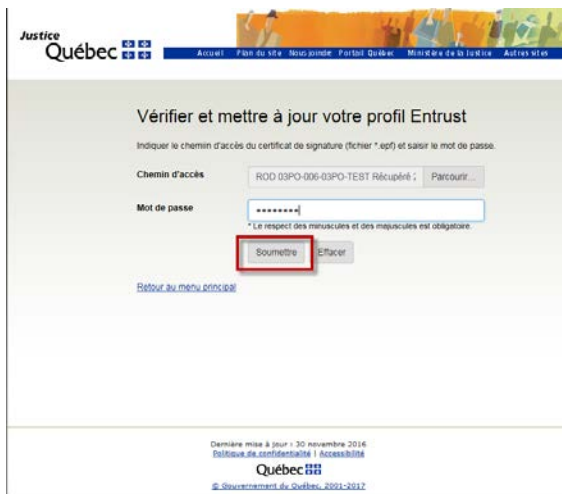 Justice
Québec
Accueil Plan du site Nous joindre Portail Québec Ministère de la Justice Autres sites
Vérifier et mettre à jour votre profil Entrust
Indiquer le chemin d'accès du certificat de signature (fichier *.epf) et saisir le mot de passe.
Chemin d'accès ROD 03PO-006-03PO-TEST Récupéré 2 Parcourir...
Mot de passe ••••••••
* Le respect des minuscules et des majuscules est obligatoire.
Soumettre Effacer
Retour au menu principal
Dernière mise à jour : 30 novembre 2016
Politique de confidentialité | Accessibilité
Québec
© Gouvernement du Québec, 2001-2017